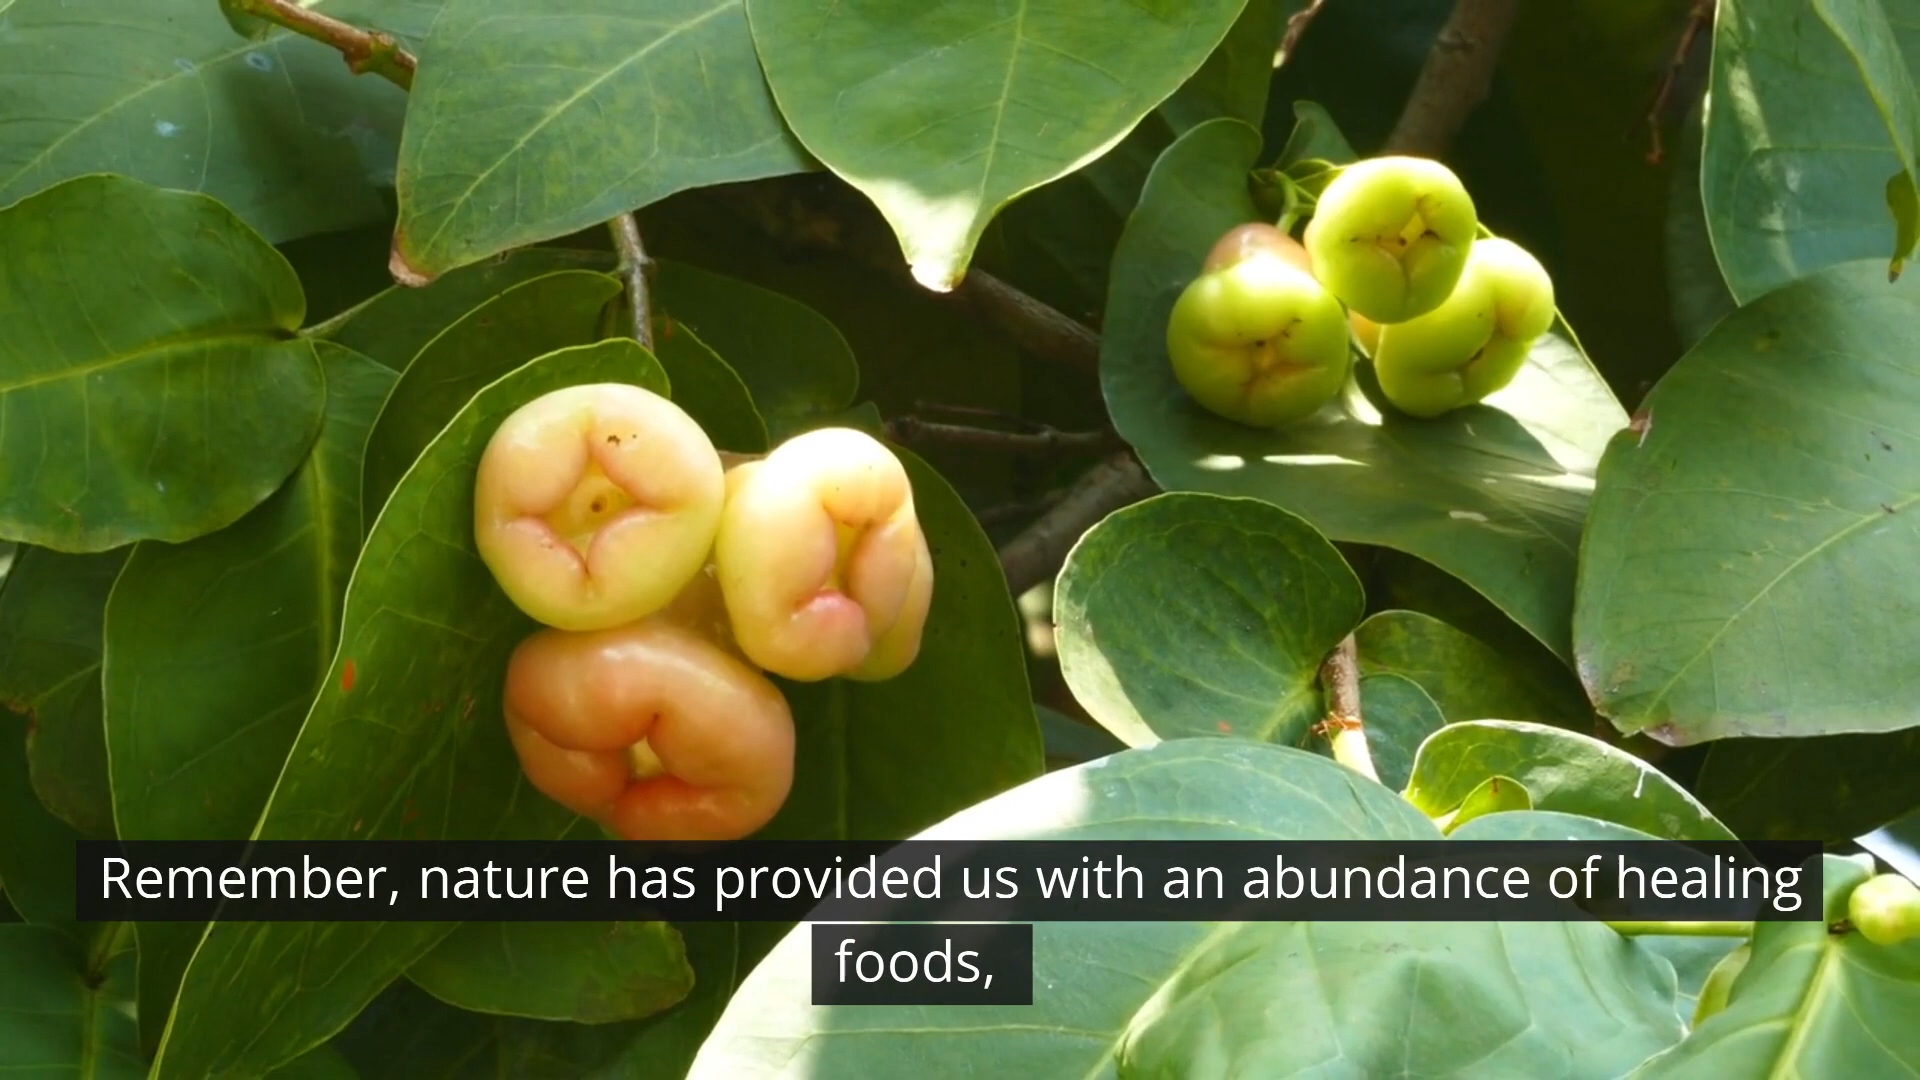 Remember, nature has provided us with an abundance of healing
foods,